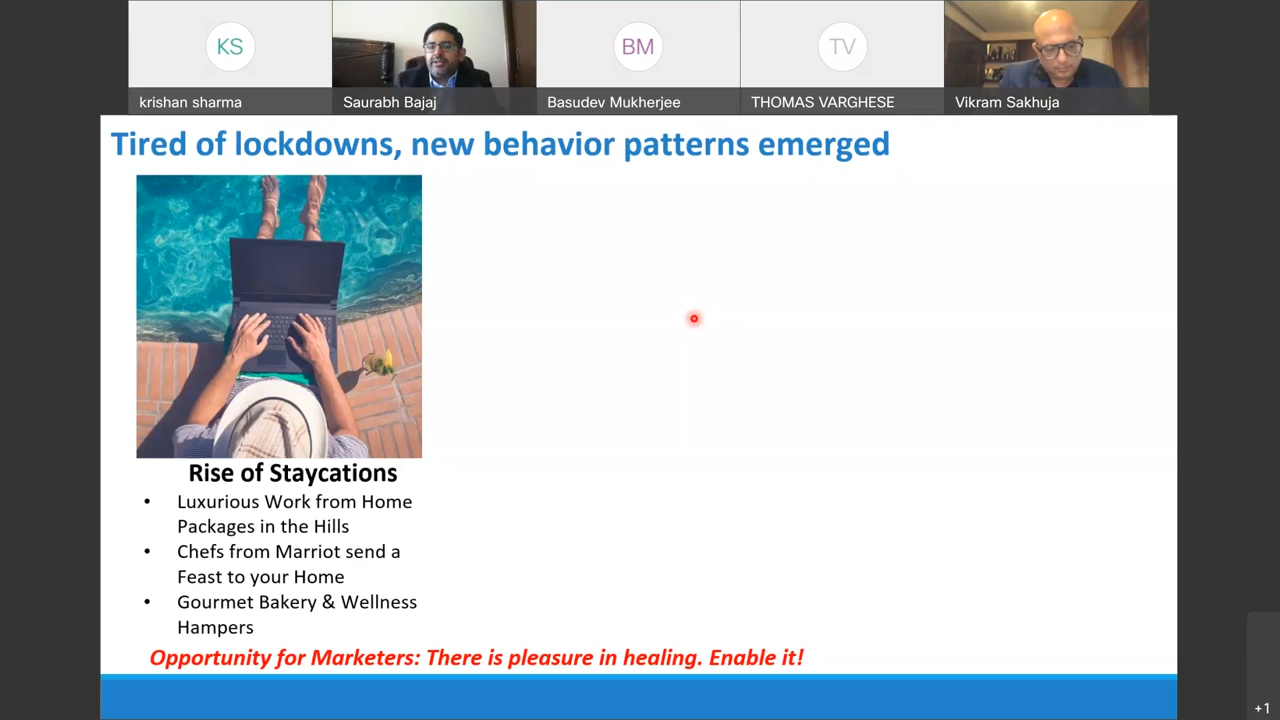 KS
BM
TV
krishan sharma
Saurabh Bajaj
Basudev Mukherjee
THOMAS VARGHESE
Vikram Sakhuja
Tired of lockdowns, new behavior patterns emerged
Rise of Staycations
• Luxurious Work from Home
Packages in the Hills
• Chefs from Marriot send a
Feast to your Home
• Gourmet Bakery & Wellness
Hampers
Opportunity for Marketers: There is pleasure in healing. Enable it!
+1